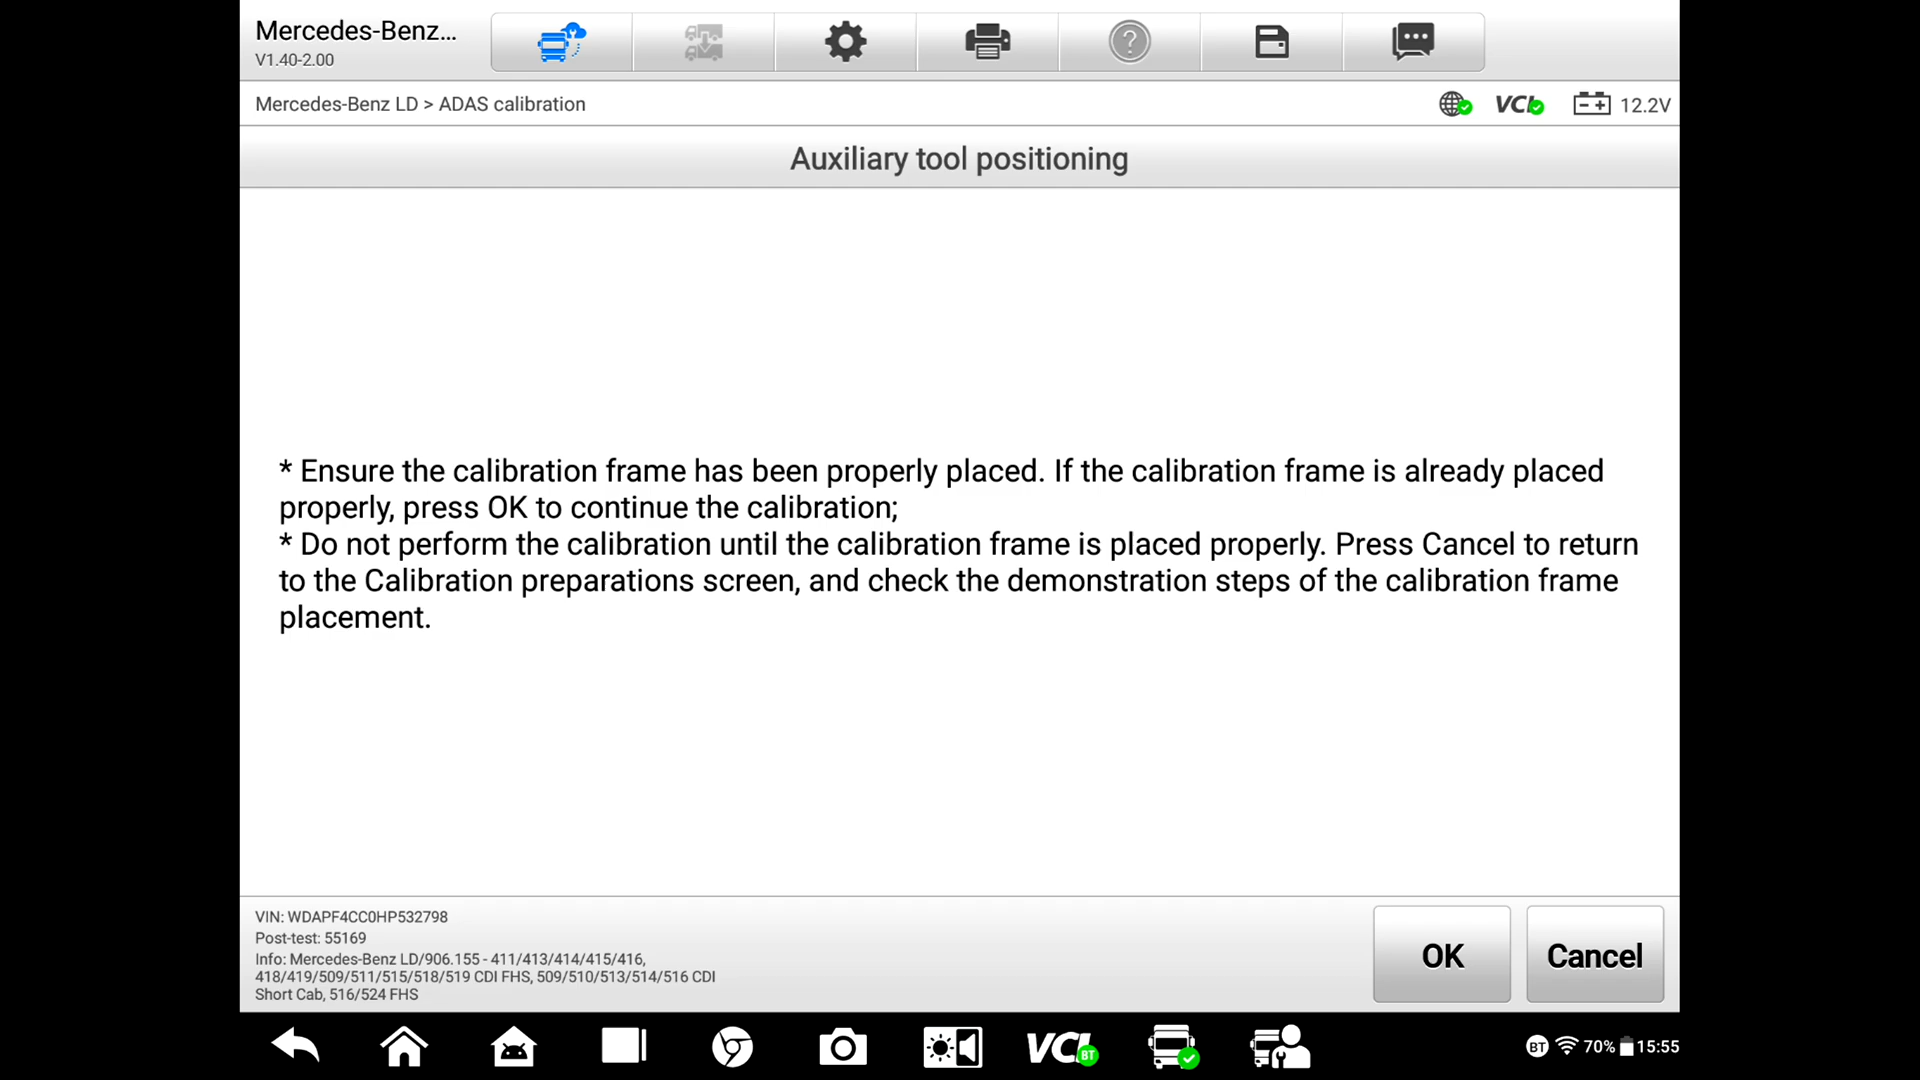 Mercedes-Benz...
V1.40-2.00
?
Mercedes-Benz LD > ADAS calibration
VCI
12.2V
Auxiliary tool positioning
* Ensure the calibration frame has been properly placed. If the calibration frame is already placed
properly, press OK to continue the calibration;
* Do not perform the calibration until the calibration frame is placed properly. Press Cancel to return
to the Calibration preparations screen, and check the demonstration steps of the calibration frame
placement.
VIN: WDAPF4CC0HP532798
Post-test: 55169
Info: Mercedes-Benz LD/906.155 - 411/413/414/415/416,
418/419/509/511/515/518/519 CDI FHS, 509/510/513/514/516 CDI
Short Cab, 516/524 FHS
OK
Cancel
VCI BT
BT 70% 15:55